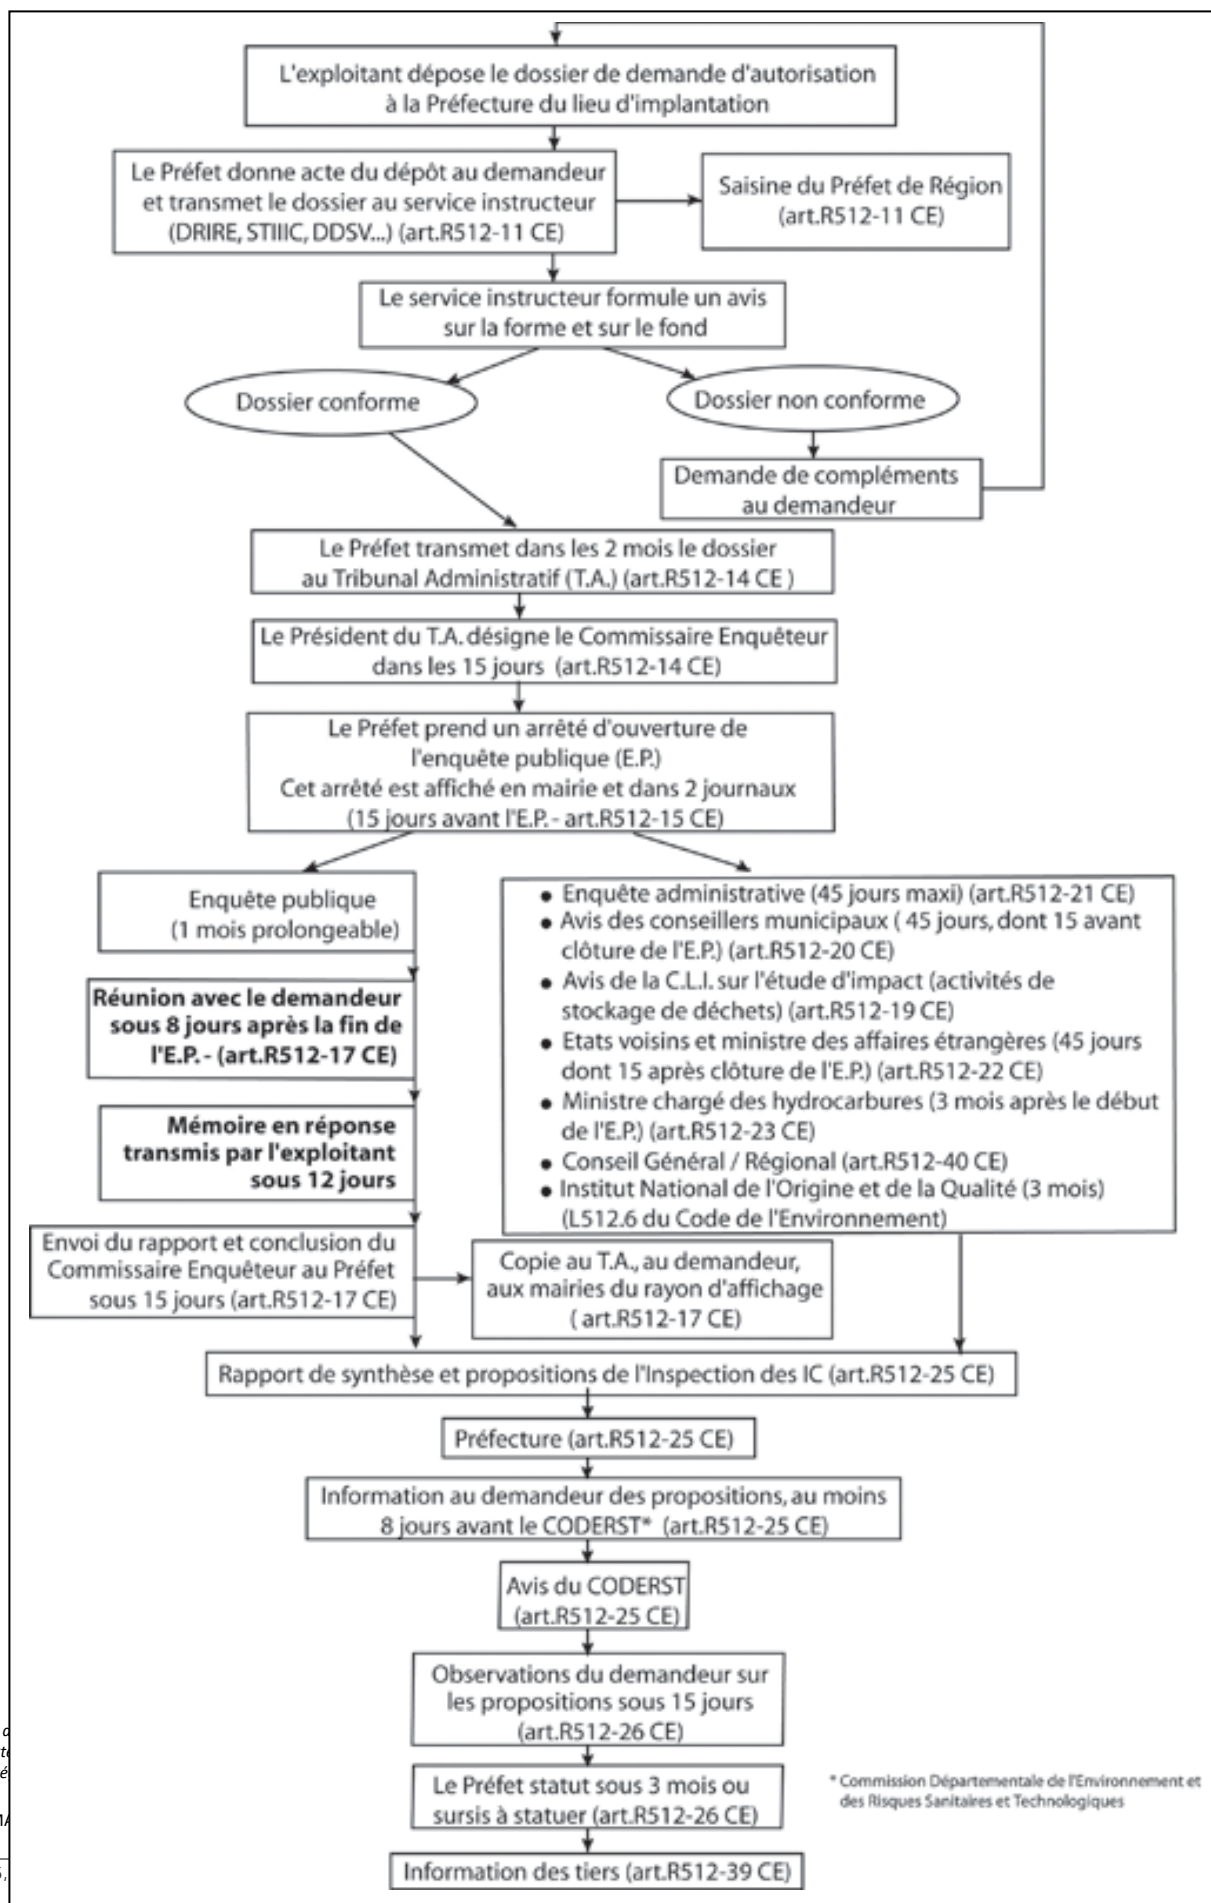 L'exploitant dépose le dossier de demande d'autorisation
à la Préfecture du lieu d'implantation
Le Préfet donne acte du dépôt au demandeur
et transmet le dossier au service instructeur
(DRIRE, STIIIC, DDSV...) (art.R512-11 CE)
Saisine du Préfet de Région
(art.R512-11 CE)
Le service instructeur formule un avis
sur la forme et sur le fond
Dossier conforme
Dossier non conforme
Demande de compléments
au demandeur
Le Préfet transmet dans les 2 mois le dossier
au Tribunal Administratif (T.A.) (art.R512-14 CE )
Le Président du T.A. désigne le Commissaire Enquêteur
dans les 15 jours (art.R512-14 CE)
Le Préfet prend un arrêté d'ouverture de
l'enquête publique (E.P.)
Cet arrêté est affiché en mairie et dans 2 journaux
(15 jours avant l'E.P. - art.R512-15 CE)
Enquête publique
(1 mois prolongeable)
Réunion avec le demandeur
sous 8 jours après la fin de
l'E.P. - (art.R512-17 CE)
Mémoire en réponse
transmis par l'exploitant
sous 12 jours
Envoi du rapport et conclusion du
Commissaire Enquêteur au Préfet
sous 15 jours (art.R512-17 CE)
• Enquête administrative (45 jours maxi) (art.R512-21 CE)
• Avis des conseillers municipaux ( 45 jours, dont 15 avant
clôture de l'E.P.) (art.R512-20 CE)
• Avis de la C.L.I. sur l'étude d'impact (activités de
stockage de déchets) (art.R512-19 CE)
• Etats voisins et ministre des affaires étrangères (45 jours
dont 15 après clôture de l'E.P.) (art.R512-22 CE)
• Ministre chargé des hydrocarbures (3 mois après le début
de l'E.P.) (art.R512-23 CE)
• Conseil Général / Régional (art.R512-40 CE)
• Institut National de l'Origine et de la Qualité (3 mois)
(L512.6 du Code de l'Environnement)
Copie au T.A., au demandeur,
aux mairies du rayon d'affichage
( art.R512-17 CE)
Rapport de synthèse et propositions de l'Inspection des IC (art.R512-25 CE)
Préfecture (art.R512-25 CE)
Information au demandeur des propositions, au moins
8 jours avant le CODERST* (art.R512-25 CE)
Avis du CODERST
(art.R512-25 CE)
Observations du demandeur sur
les propositions sous 15 jours
(art.R512-26 CE)
Le Préfet statut sous 3 mois ou
sursis à statuer (art.R512-26 CE)
* Commission Départementale de l'Environnement et
des Risques Sanitaires et Technologiques
Information des tiers (art.R512-39 CE)